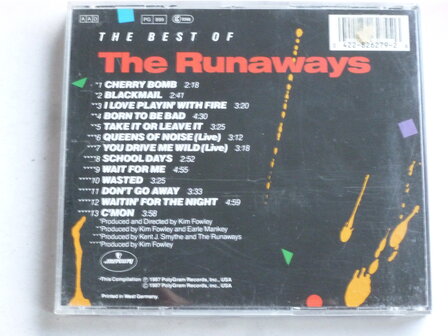 AAD PG 899
THE BEST OF
The Runaways
*1 CHERRY BOMB 2:18
*2 BLACKMAIL 2:41
**3 I LOVE PLAYIN' WITH FIRE 3:20
*4 BORN TO BE BAD 4:30
**5 TAKE IT OR LEAVE IT 3:25
**6 QUEENS OF NOISE (Live) 3:12
***7 YOU DRIVE ME WILD (Live) 3:18
***8 SCHOOL DAYS 2:52
****9 WAIT FOR ME 4:55
****10 WASTED 3:25
****11 DON'T GO AWAY 3:33
****12 WAITIN' FOR THE NIGHT 4:59
****13 C'MON 3:58
*Produced and Directed by Kim Fowley
**Produced by Kim Fowley and Earle Mankey
***Produced by Kent J. Smythe and The Runaways
****Produced by Kim Fowley
mercury
This Compilation ℗ 1987 PolyGram Records, Inc., USA
© 1987 PolyGram Records, Inc., USA
Printed in West Germany.